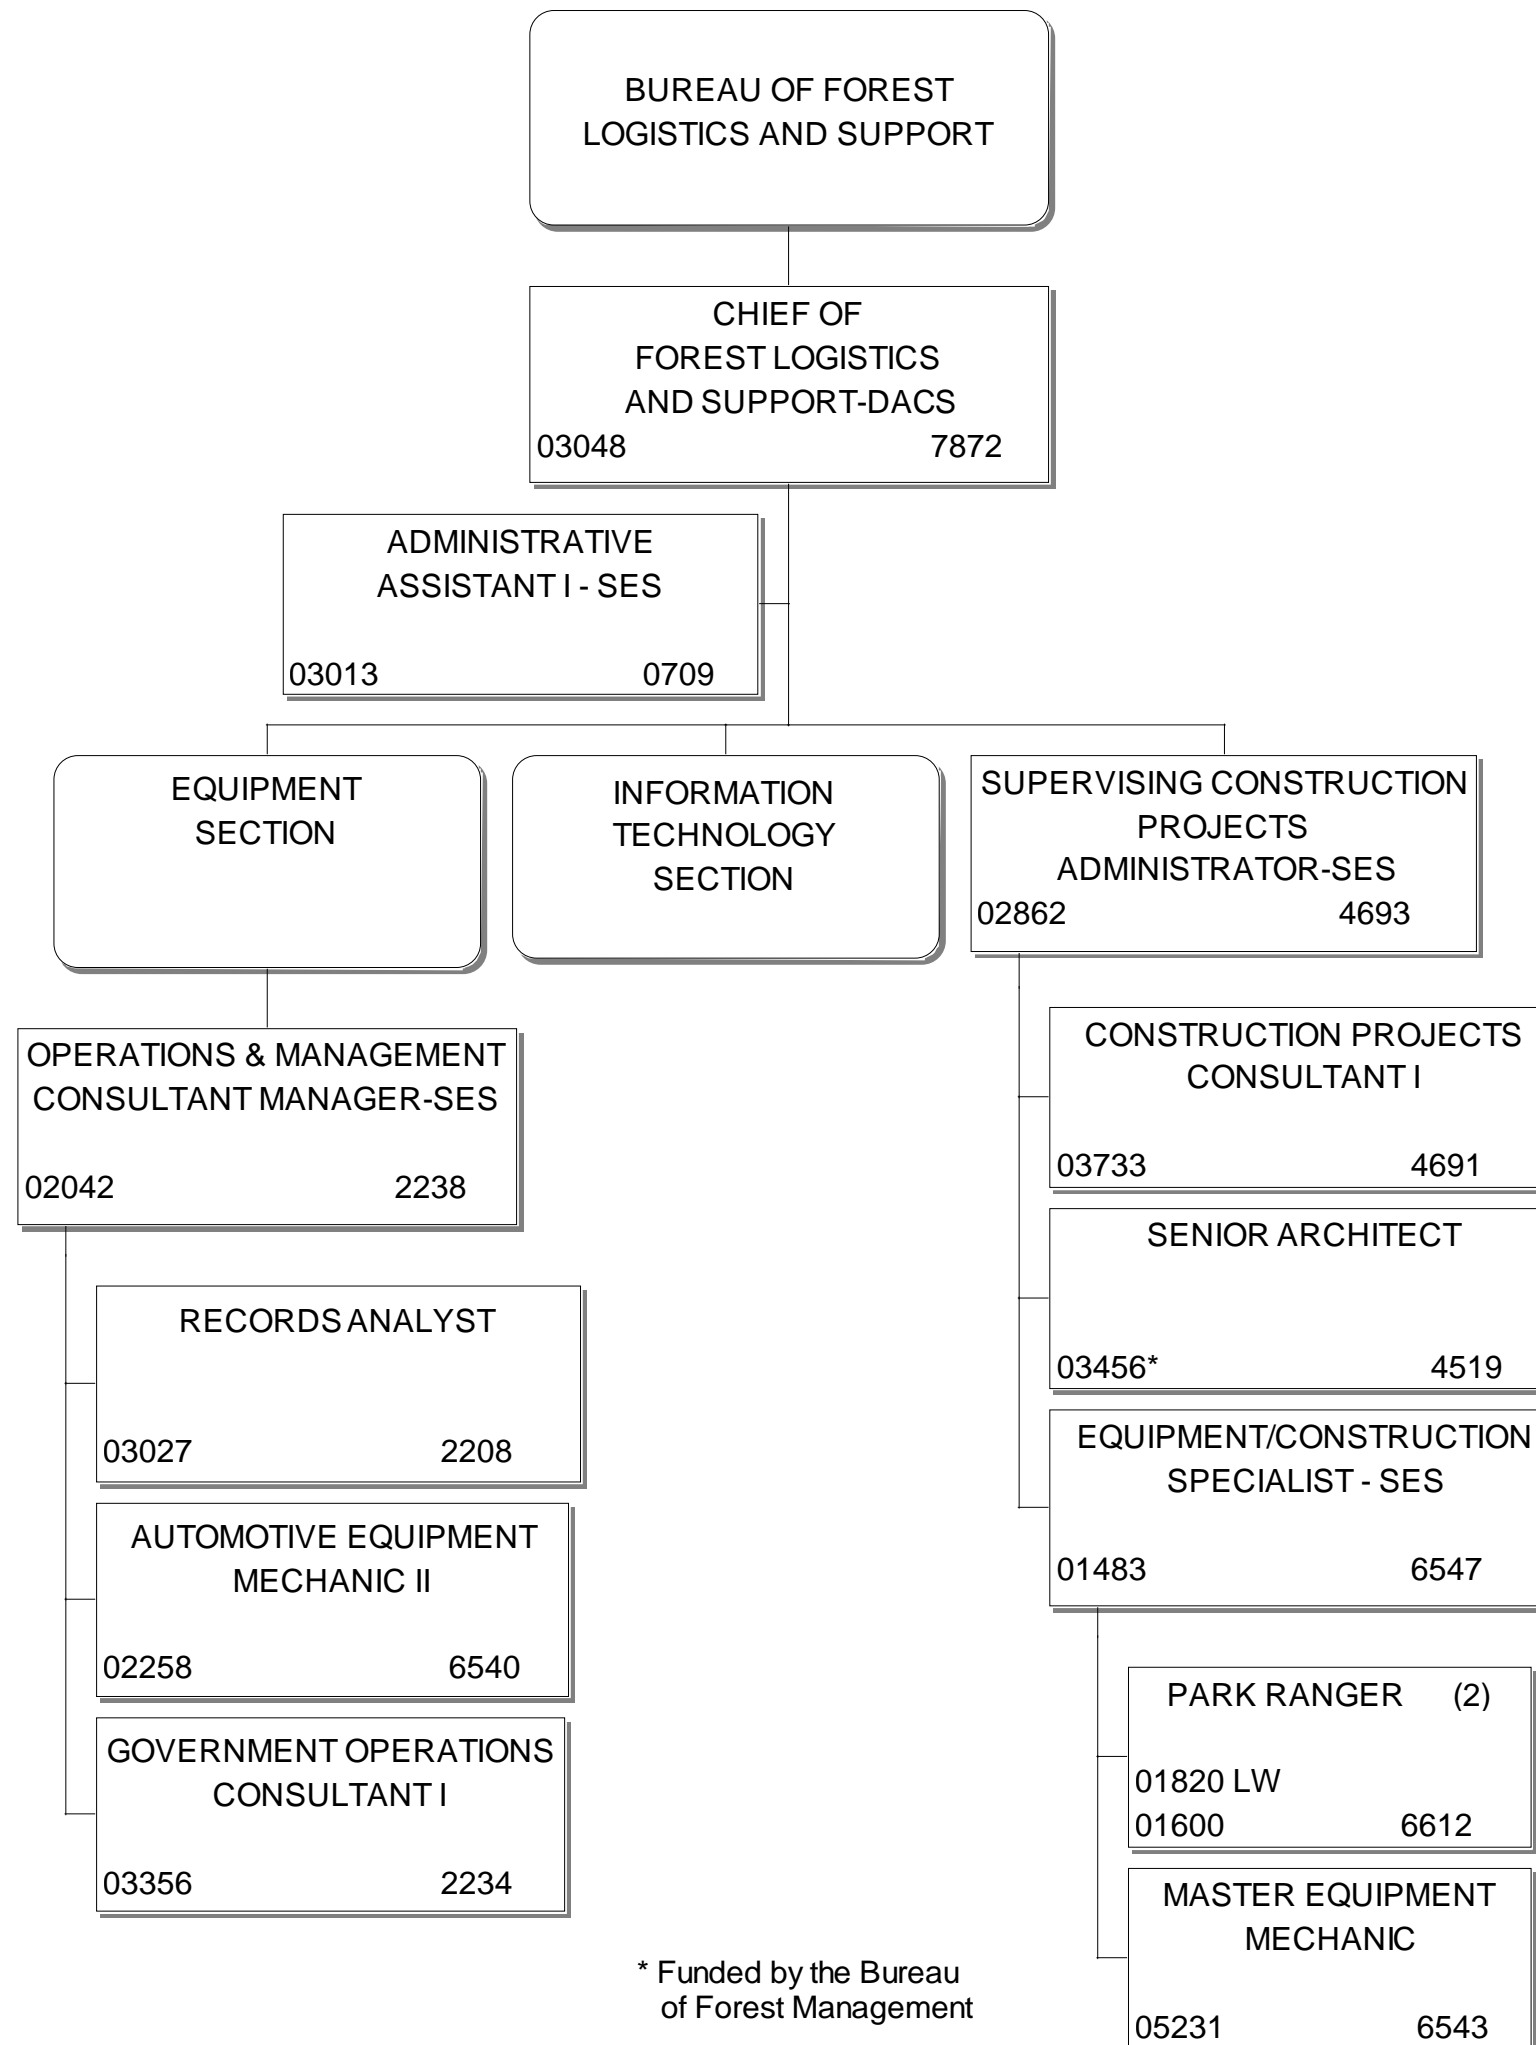 BUREAU OF FOREST
LOGISTICS AND SUPPORT
CHIEF OF
FOREST LOGISTICS
AND SUPPORT-DACS
03048 7872
ADMINISTRATIVE
ASSISTANT I - SES
03013 0709
EQUIPMENT
SECTION
INFORMATION
TECHNOLOGY
SECTION
SUPERVISING CONSTRUCTION
PROJECTS
ADMINISTRATOR-SES
02862 4693
OPERATIONS & MANAGEMENT
CONSULTANT MANAGER-SES
02042 2238
RECORDS ANALYST
03027 2208
AUTOMOTIVE EQUIPMENT
MECHANIC II
02258 6540
GOVERNMENT OPERATIONS
CONSULTANT I
03356 2234
CONSTRUCTION PROJECTS
CONSULTANT I
03733 4691
SENIOR ARCHITECT
03456* 4519
EQUIPMENT/CONSTRUCTION
SPECIALIST - SES
01483 6547
PARK RANGER (2)
01820 LW
01600 6612
MASTER EQUIPMENT
MECHANIC
05231 6543
* Funded by the Bureau
of Forest Management